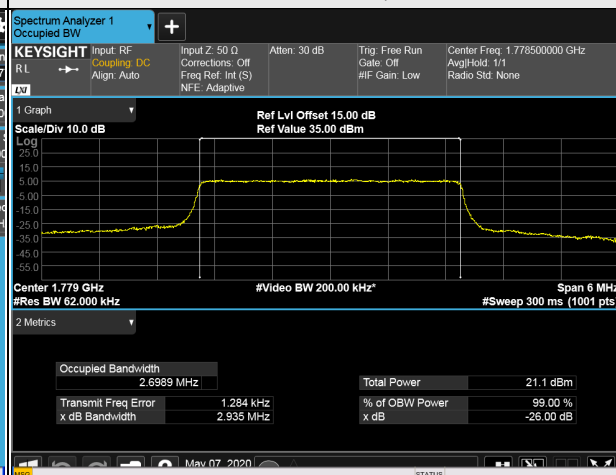 Spectrum Analyzer 1
Occupied BW
+
KEYSIGHT Input: RF Input Z: 50 Ω Atten: 30 dB Trig: Free Run Center Freq: 1.778500000 GHz
R L Coupling: DC Corrections: Off Gate: Off Avg|Hold: 1/1
Align: Auto Freq Ref: Int (S) #IF Gain: Low Radio Std: None
LXI NFE: Adaptive
1 Graph Ref Lvl Offset 15.00 dB
Scale/Div 10.0 dB Ref Value 35.00 dBm
Log
25.0
15.0
5.00
-5.00
-15.0
-25.0
-35.0
-45.0
-55.0
Center 1.779 GHz #Video BW 200.00 kHz* Span 6 MHz
#Res BW 62.000 kHz #Sweep 300 ms (1001 pts
2 Metrics
Occupied Bandwidth
2.6989 MHz Total Power 21.1 dBm
Transmit Freq Error 1.284 kHz % of OBW Power 99.00 %
x dB Bandwidth 2.935 MHz x dB -26.00 dB
May 07, 2020
MSG STATUS